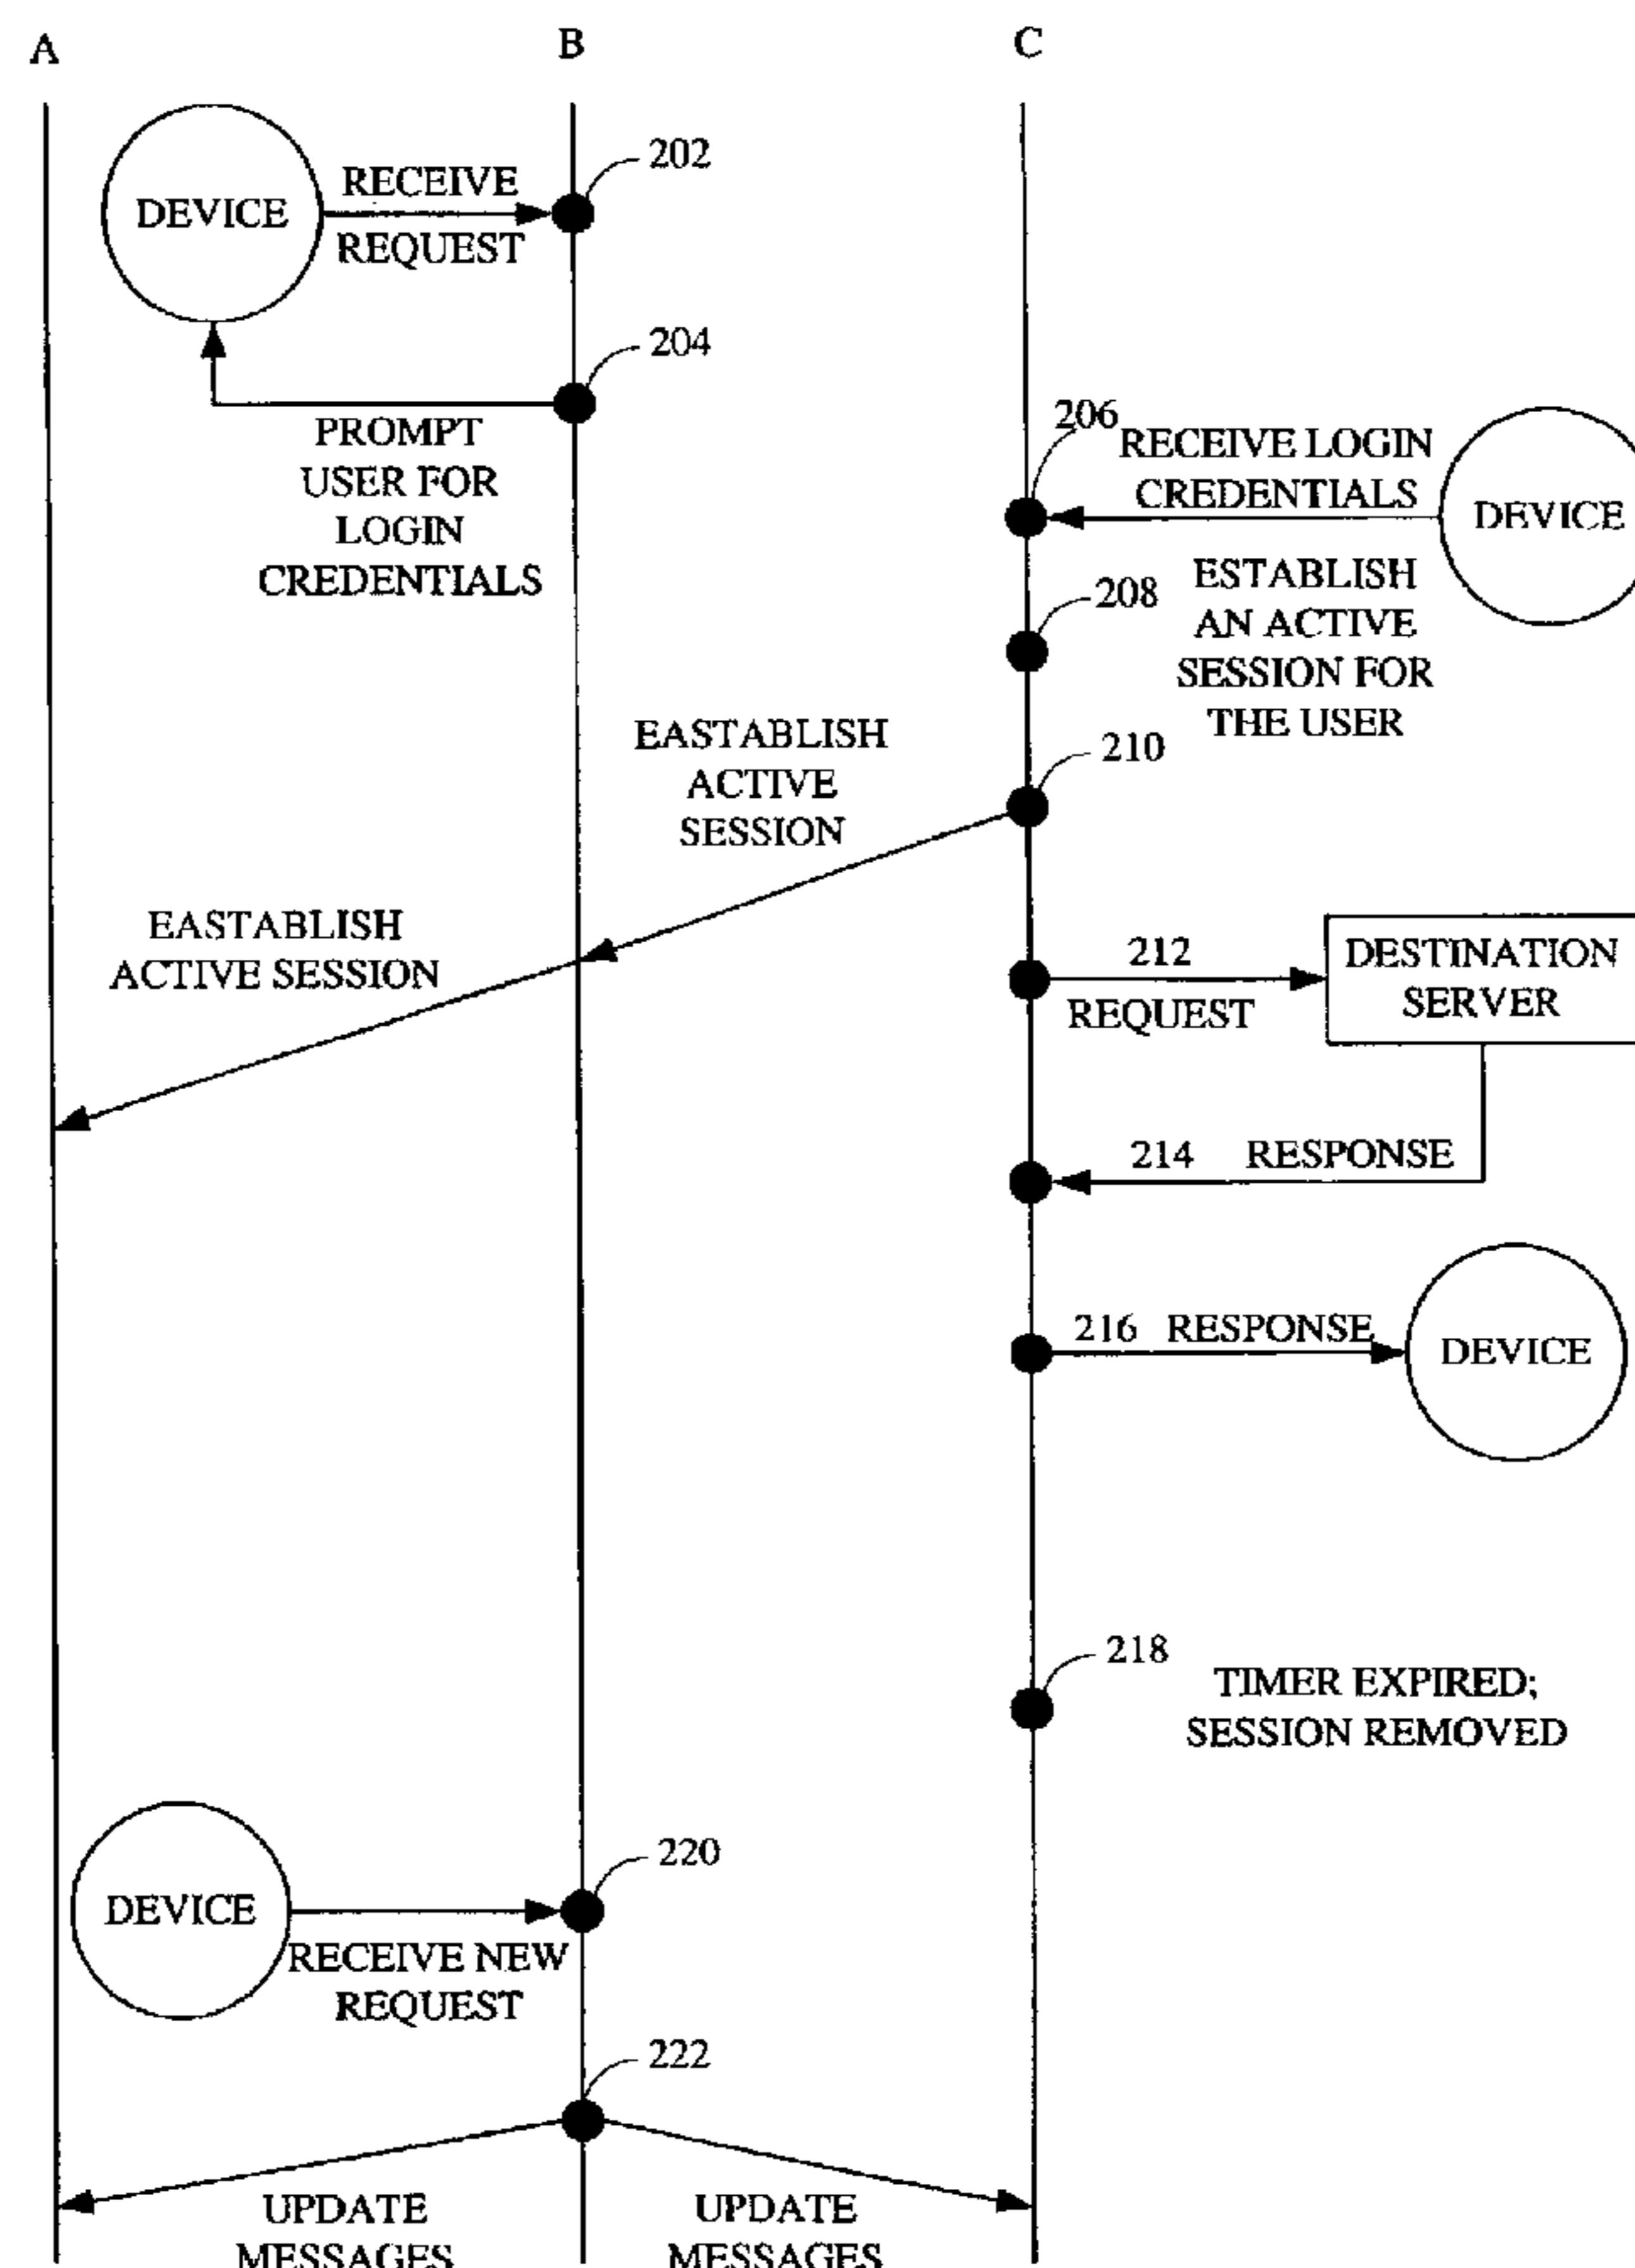 A
B
C
DEVICE
RECEIVE
REQUEST
202
204
PROMPT
USER FOR
LOGIN
CREDENTIALS
206
RECEIVE LOGIN
CREDENTIALS
DEVICE
208
ESTABLISH
AN ACTIVE
SESSION FOR
THE USER
210
EASTABLISH
ACTIVE
SESSION
EASTABLISH
ACTIVE SESSION
212
REQUEST
DESTINATION
SERVER
214 RESPONSE
216 RESPONSE
DEVICE
218
TIMER EXPIRED;
SESSION REMOVED
DEVICE
220
RECEIVE NEW
REQUEST
222
UPDATE
MESSAGES
UPDATE
MESSAGES